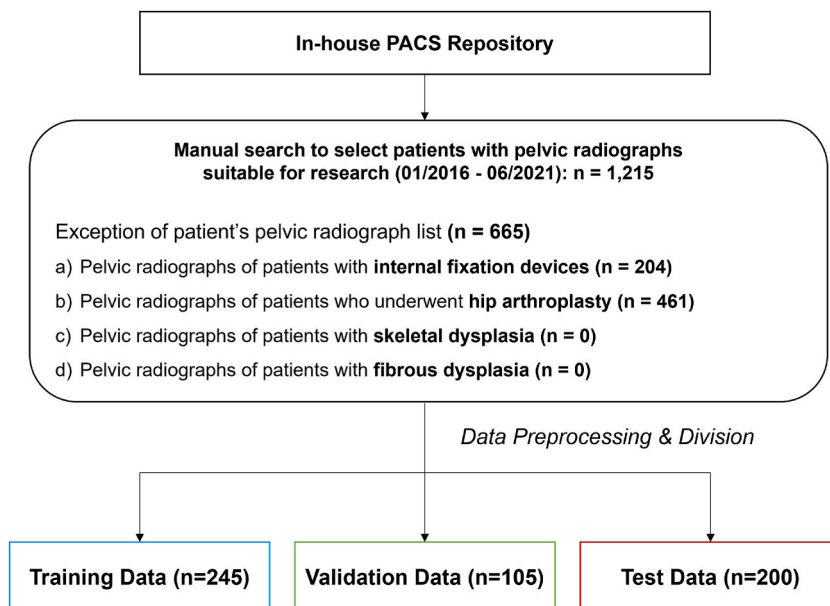 In-house PACS Repository
Manual search to select patients with pelvic radiographs
suitable for research (01/2016 - 06/2021): n = 1,215
Exception of patient's pelvic radiograph list (n = 665)
a) Pelvic radiographs of patients with internal fixation devices (n = 204)
b) Pelvic radiographs of patients who underwent hip arthroplasty (n = 461)
c) Pelvic radiographs of patients with skeletal dysplasia (n = 0)
d) Pelvic radiographs of patients with fibrous dysplasia (n = 0)
Data Preprocessing & Division
Training Data (n=245)
Validation Data (n=105)
Test Data (n=200)